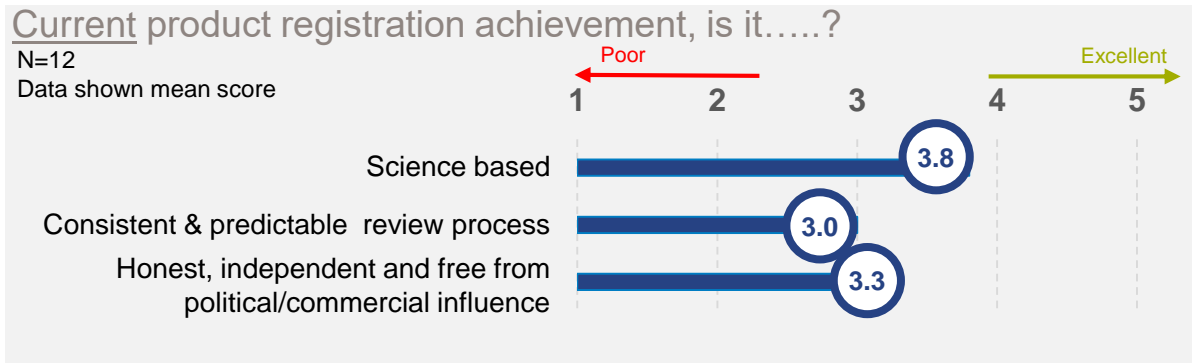 Current product registration achievement, is it…..?
N=12
Data shown mean score
Poor
Excellent
1 2 3 4 5
Science based 3.8
Consistent & predictable  review process 3.0
Honest, independent and free from
political/commercial influence 3.3